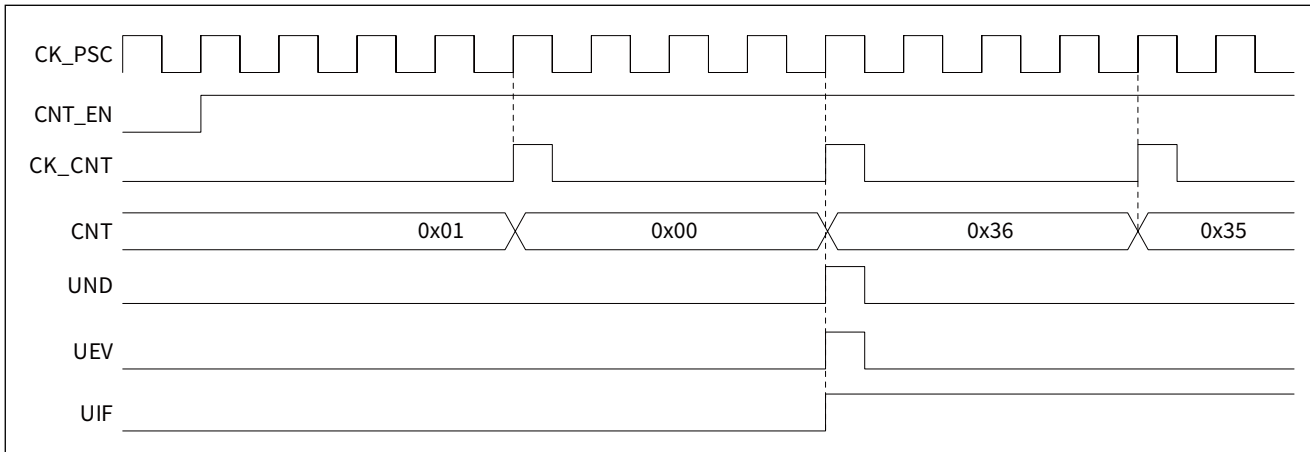 CK_PSC
CNT_EN
CK_CNT
CNT 0x01 0x00 0x36 0x35
UND
UEV
UIF